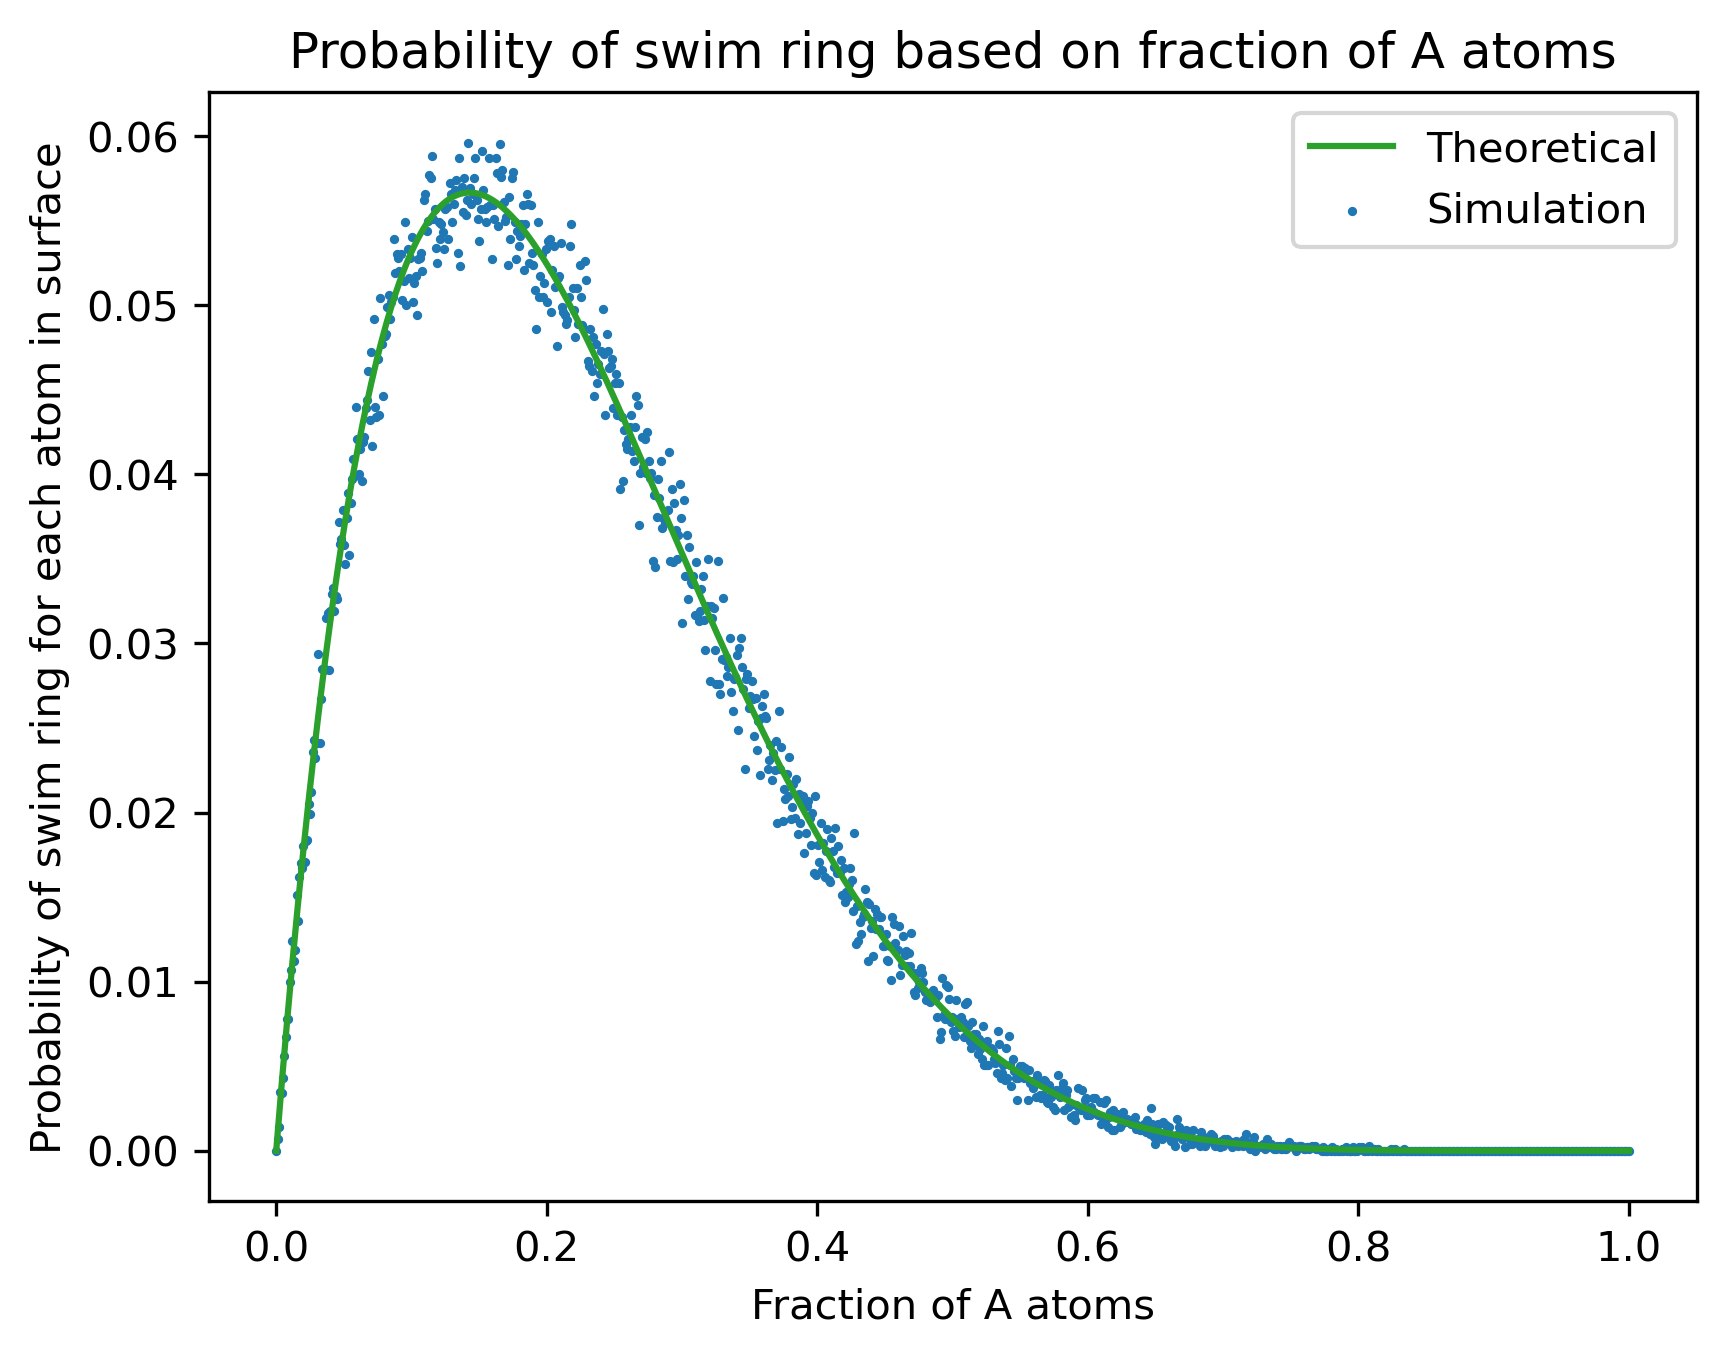 Probability of swim ring based on fraction of A atoms
Probability of swim ring for each atom in surface
0.06
0.05
0.04
0.03
0.02
0.01
0.00
Theoretical
Simulation
0.0 0.2 0.4 0.6 0.8 1.0
Fraction of A atoms